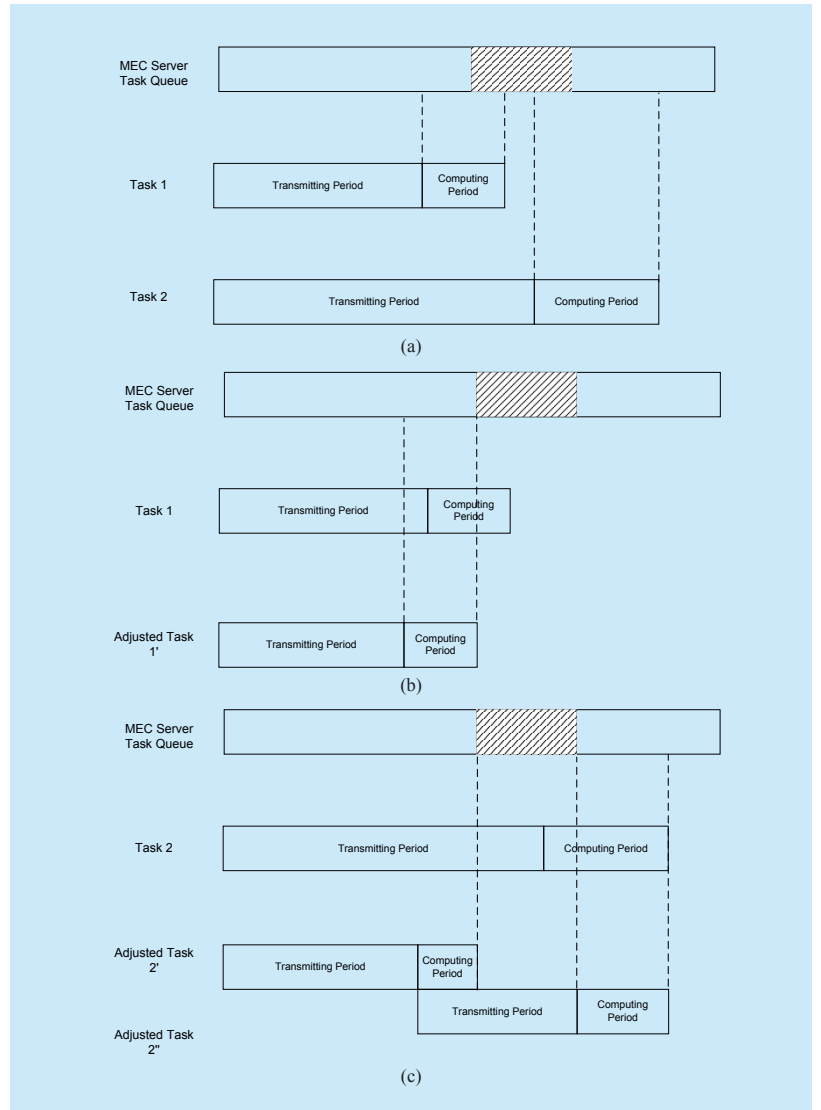 MEC Server
Task Queue
Task 1
Transmitting Period
Computing
Period
Task 2
Transmitting Period
Computing Period
(a)
MEC Server
Task Queue
Task 1
Transmitting Period
Computing
Period
Adjusted Task
1'
Transmitting Period
Computing
Period
(b)
MEC Server
Task Queue
Task 2
Transmitting Period
Computing Period
Adjusted Task
2'
Transmitting Period
Computing
Period
Adjusted Task
2"
Transmitting Period
Computing
Period
(c)